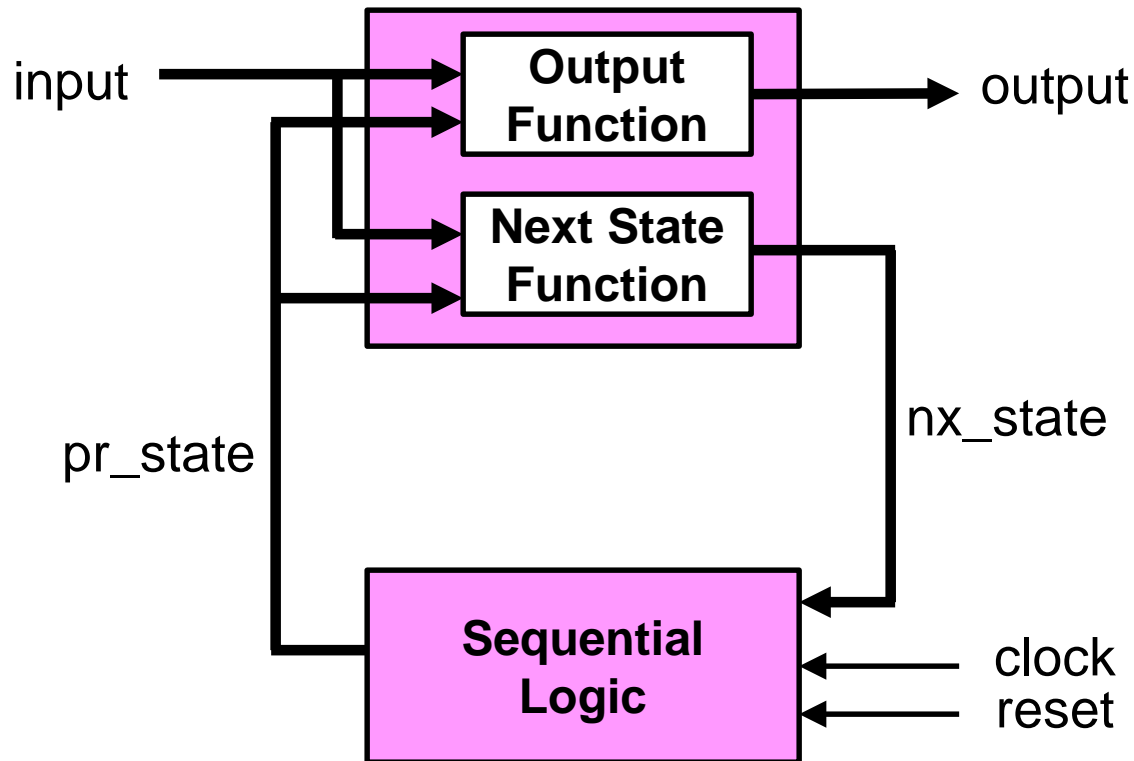 input
Output
Function
output
Next State
Function
nx_state
pr_state
Sequential
Logic
clock
reset